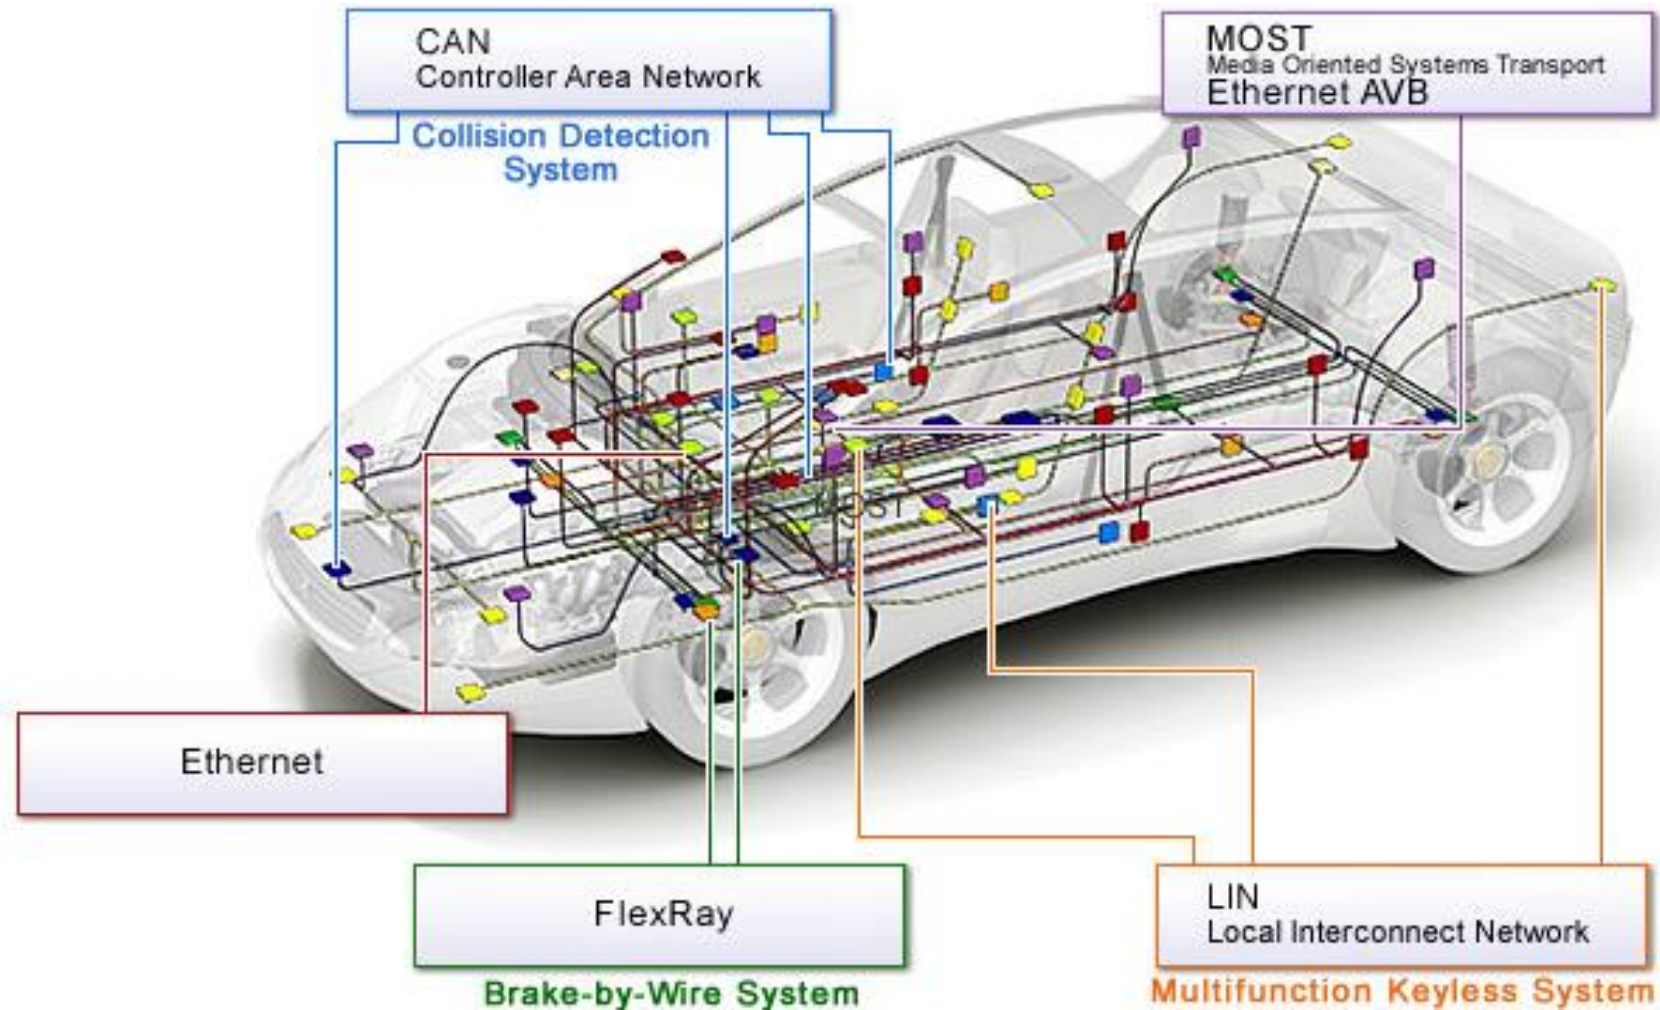 CAN
Controller Area Network
Collision Detection
System
MOST
Media Oriented Systems Transport
Ethernet AVB
Ethernet
FlexRay
Brake-by-Wire System
LIN
Local Interconnect Network
Multifunction Keyless System